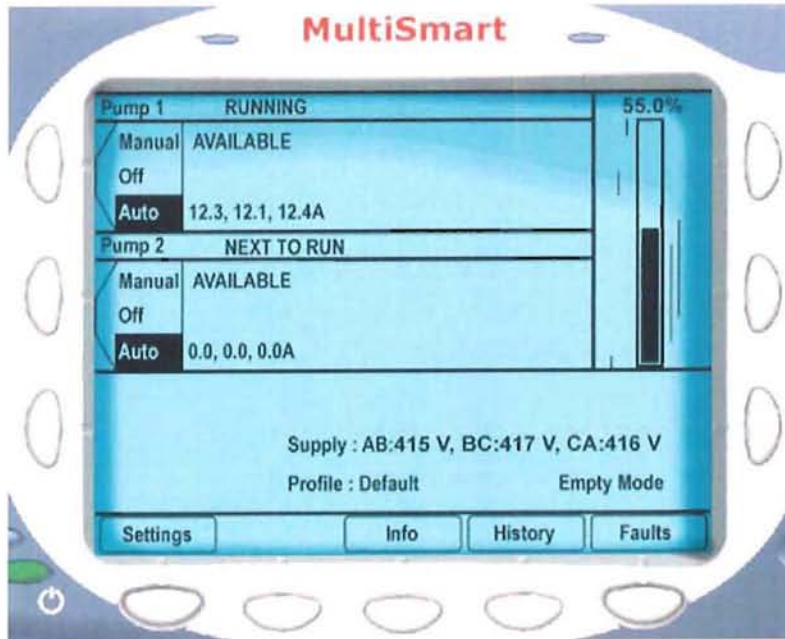 MultiSmart
Pump 1 RUNNING
55.0%
Manual AVAILABLE
Off
Auto 12.3, 12.1, 12.4A
Pump 2 NEXT TO RUN
Manual AVAILABLE
Off
Auto 0.0, 0.0, 0.0A
Supply : AB:415 V, BC:417 V, CA:416 V
Profile : Default Empty Mode
Settings Info History Faults